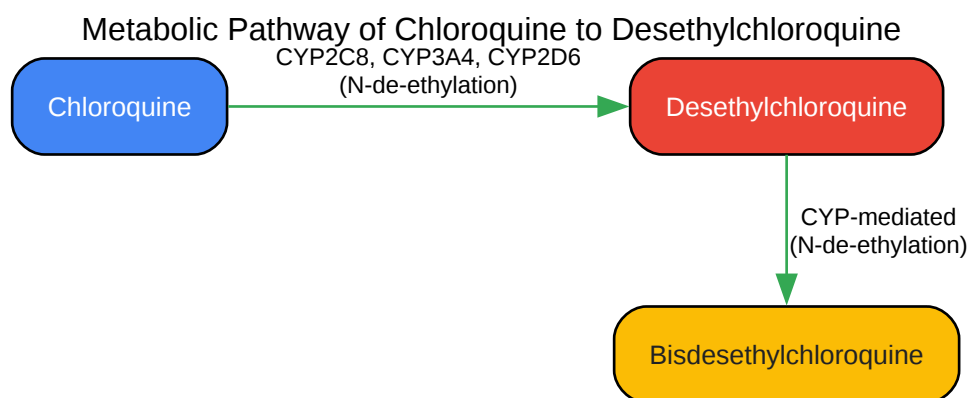 Metabolic Pathway of Chloroquine to Desethylchloroquine
CYP2C8, CYP3A4, CYP2D6
(N-de-ethylation)
Chloroquine
Desethylchloroquine
CYP-mediated
(N-de-ethylation)
Bisdesethylchloroquine